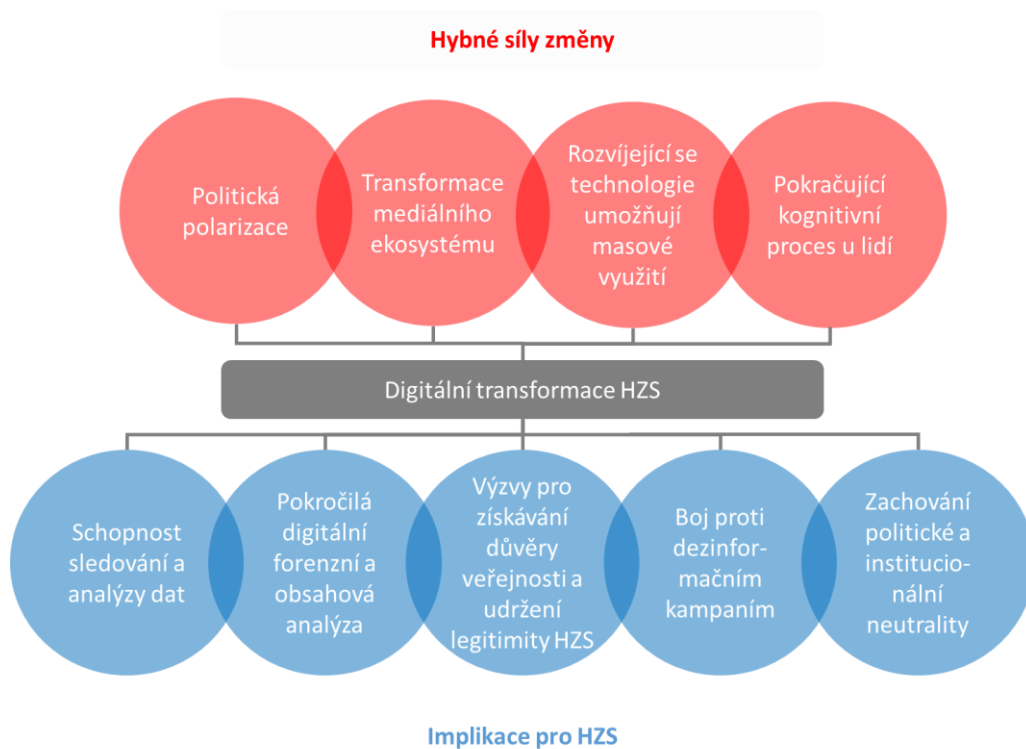 Hybné síly změny
Politická
polarizace
Transformace
mediálního
ekosystému
Rozvíjející se
technologie
umožňují
masové
využití
Pokračující
kognitivní
proces u lidí
Digitální transformace HZS
Schopnost
sledování a
analýzy dat
Pokročilá
digitální
forenzní a
obsahová
analýza
Výzvy pro
získávání
důvěry
veřejnosti a
udržení
legitimity HZS
Boj proti
dezinfor-
mačním
kampaním
Zachování
politické a
institucio-
nální
neutrality
Implikace pro HZS